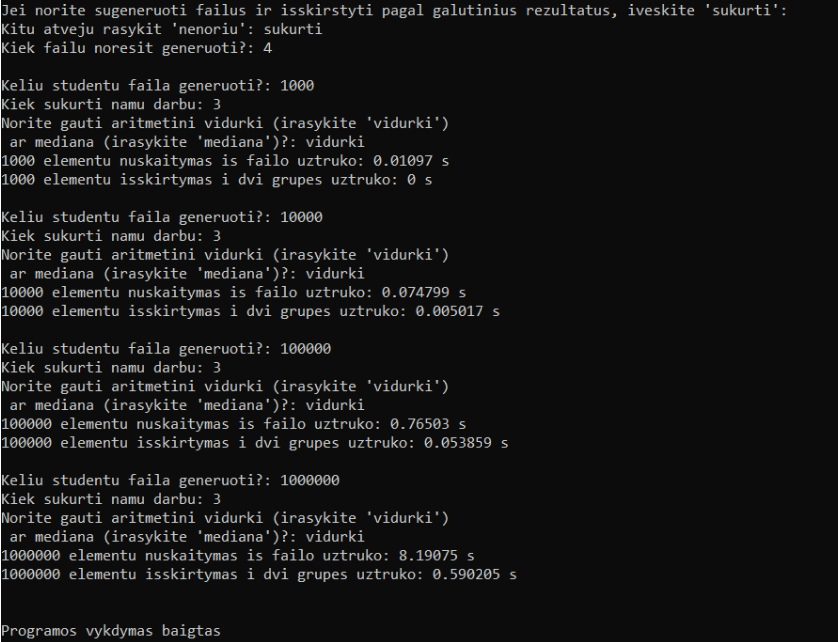 Jei norite sugeneruoti failus ir isskirstyti pagal galutinius rezultatus, iveskite 'sukurti':
Kitu atveju rasykit 'nenoriu': sukurti
Kiek failu noresit generuoti?: 4
Keliu studentu faila generuoti?: 1000
Kiek sukurti namu darbu: 3
Norite gauti aritmetini vidurki (irasykite 'vidurki')
ar mediana (irasykite 'mediana')?: vidurki
1000 elementu nuskaitymas is failo uztruko: 0.01097 s
1000 elementu isskirtymas i dvi grupes uztruko: 0 s
Keliu studentu faila generuoti?: 10000
Kiek sukurti namu darbu: 3
Norite gauti aritmetini vidurki (irasykite 'vidurki')
ar mediana (irasykite 'mediana')?: vidurki
10000 elementu nuskaitymas is failo uztruko: 0.074799 s
10000 elementu isskirtymas i dvi grupes uztruko: 0.005017 s
Keliu studentu faila generuoti?: 100000
Kiek sukurti namu darbu: 3
Norite gauti aritmetini vidurki (irasykite 'vidurki')
ar mediana (irasykite 'mediana')?: vidurki
100000 elementu nuskaitymas is failo uztruko: 0.76503 s
100000 elementu isskirtymas i dvi grupes uztruko: 0.053859 s
Keliu studentu faila generuoti?: 1000000
Kiek sukurti namu darbu: 3
Norite gauti aritmetini vidurki (irasykite 'vidurki')
ar mediana (irasykite 'mediana')?: vidurki
1000000 elementu nuskaitymas is failo uztruko: 8.19075 s
1000000 elementu isskirtymas i dvi grupes uztruko: 0.590205 s
Programos vykdymas baigtas